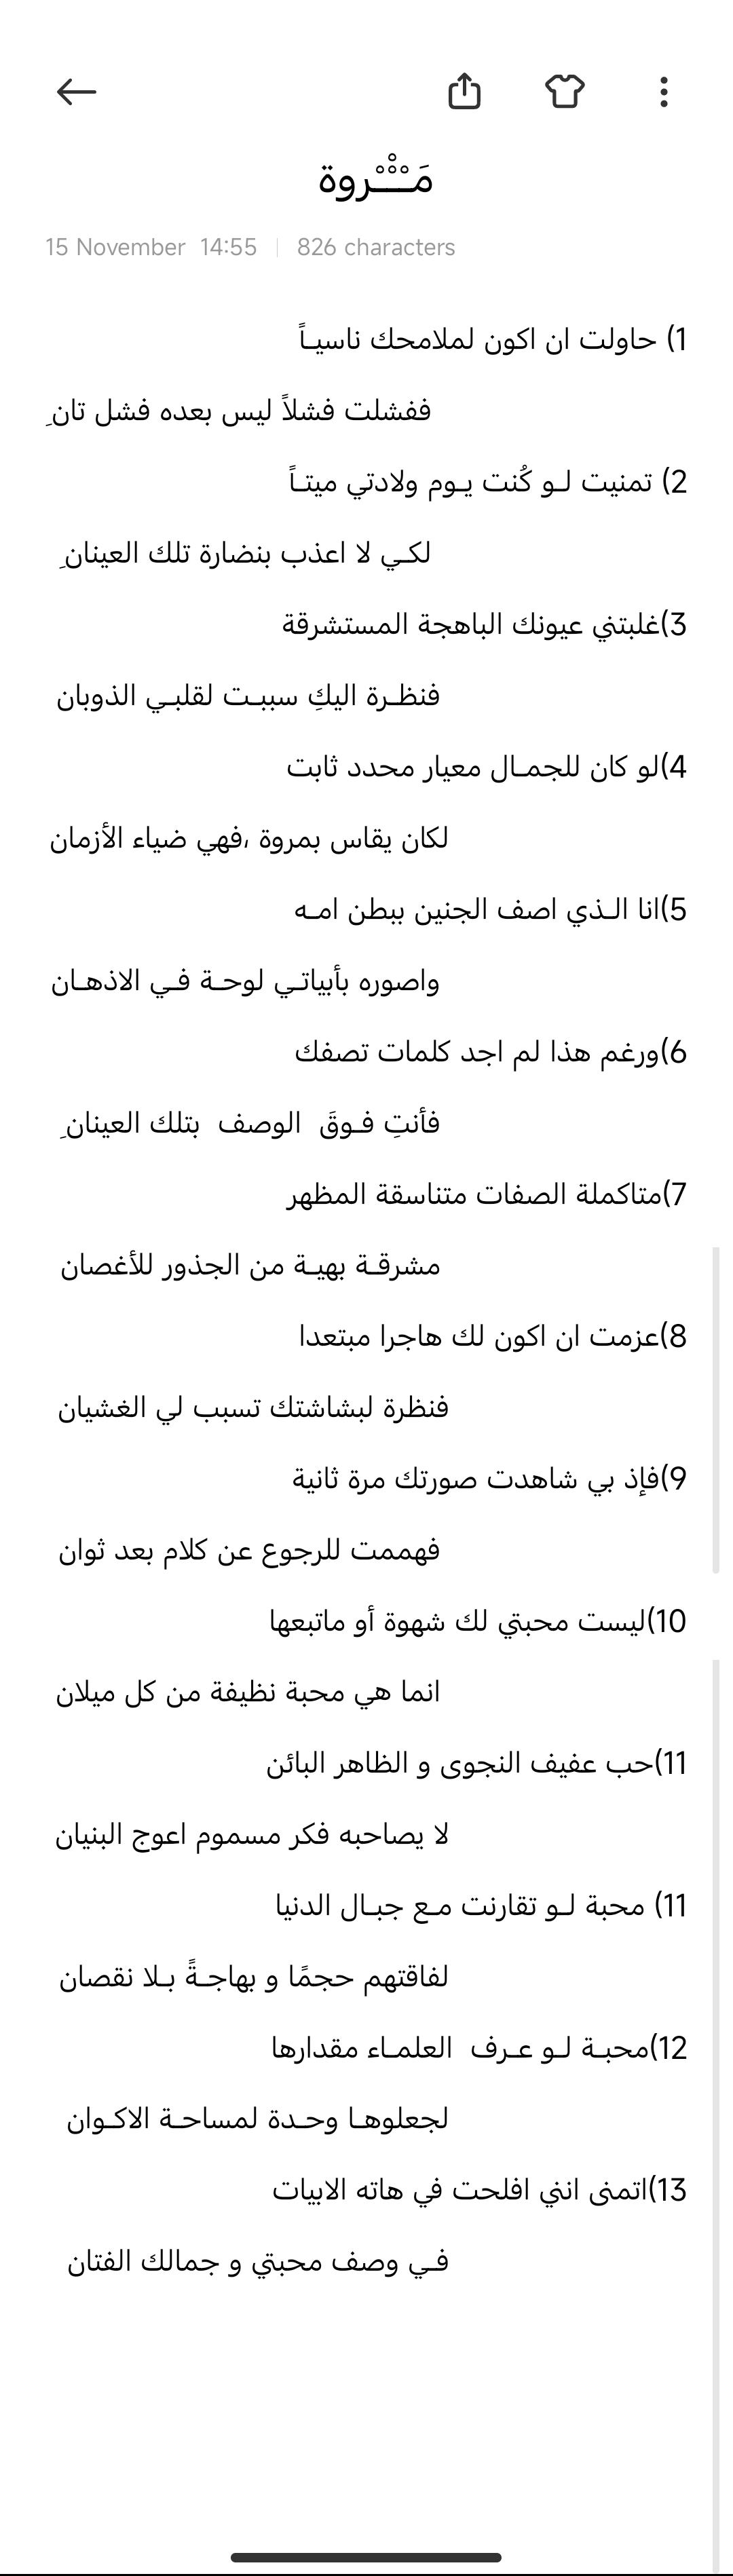 مَـْـْـْروة
15 November 14:55 | 826 characters
1) حاولت ان اكون لملامحك ناسيـاً
ففشلت فشلاً ليس بعده فشل تانِ
2) تمنيت لـو كُنت يـوم ولادتي ميتـاً
لكـي لا اعذب بنضارة تلك العينانِ
3)غلبتني عيونك الباهجة المستشرقة
فنظـرة اليكِ سببـت لقلبـي الذوبان
4)لو كان للجمـال معيار محدد ثابت
لكان يقاس بمروة ،فهي ضياء الأزمان
5)انا الـذي اصف الجنين ببطن امـه
واصوره بأبياتـي لوحـة فـي الاذهـان
6)ورغم هذا لم اجد كلمات تصفك
فأنتِ فـوقَ الوصف بتلك العينانِ
7)متاكملة الصفات متناسقة المظهر
مشرقـة بهيـة من الجذور للأغصان
8)عزمت ان اكون لك هاجرا مبتعدا
فنظرة لبشاشتك تسبب لي الغشيان
9)فإذ بي شاهدت صورتك مرة ثانية
فهممت للرجوع عن كلام بعد ثوان
10)ليست محبتي لك شهوة أو ماتبعها
انما هي محبة نظيفة من كل ميلان
11)حب عفيف النجوى و الظاهر البائن
لا يصاحبه فكر مسموم اعوج البنيان
11) محبة لـو تقارنت مـع جبـال الدنيا
لفاقتهم حجمًا و بهاجـةً بـلا نقصان
12)محبـة لـو عـرف العلمـاء مقدارها
لجعلوهـا وحـدة لمساحـة الاكـوان
13)اتمنى انني افلحت في هاته الابيات
فـي وصف محبتي و جمالك الفتان